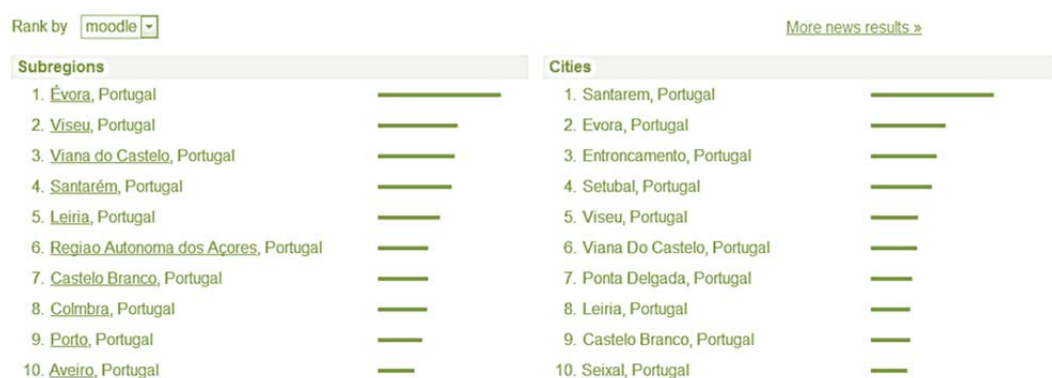 Rank by moodle
More news results »
Subregions
1. Évora, Portugal
2. Viseu, Portugal
3. Viana do Castelo, Portugal
4. Santarém, Portugal
5. Leiria, Portugal
6. Regiao Autonoma dos Açores, Portugal
7. Castelo Branco, Portugal
8. Coimbra, Portugal
9. Porto, Portugal
10. Aveiro, Portugal
Cities
1. Santarem, Portugal
2. Evora, Portugal
3. Entroncamento, Portugal
4. Setubal, Portugal
5. Viseu, Portugal
6. Viana Do Castelo, Portugal
7. Ponta Delgada, Portugal
8. Leiria, Portugal
9. Castelo Branco, Portugal
10. Seixal, Portugal